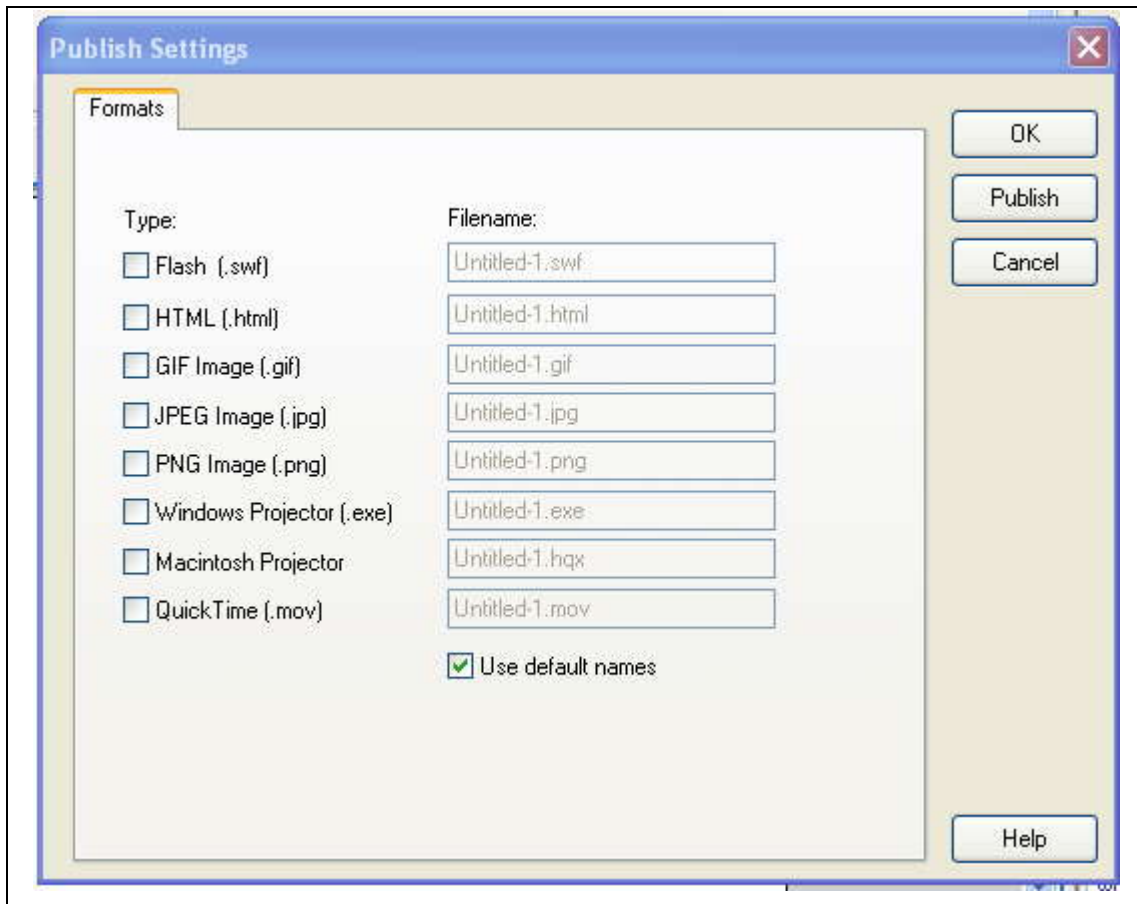 Publish Settings
Formats
OK
Publish
Cancel
Type: Filename:
Flash (.swf) Untitled-1.swf
HTML (.html) Untitled-1.html
GIF Image (.gif) Untitled-1.gif
JPEG Image (.jpg) Untitled-1.jpg
PNG Image (.png) Untitled-1.png
Windows Projector (.exe) Untitled-1.exe
Macintosh Projector Untitled-1.hqx
QuickTime (.mov) Untitled-1.mov
Use default names
Help